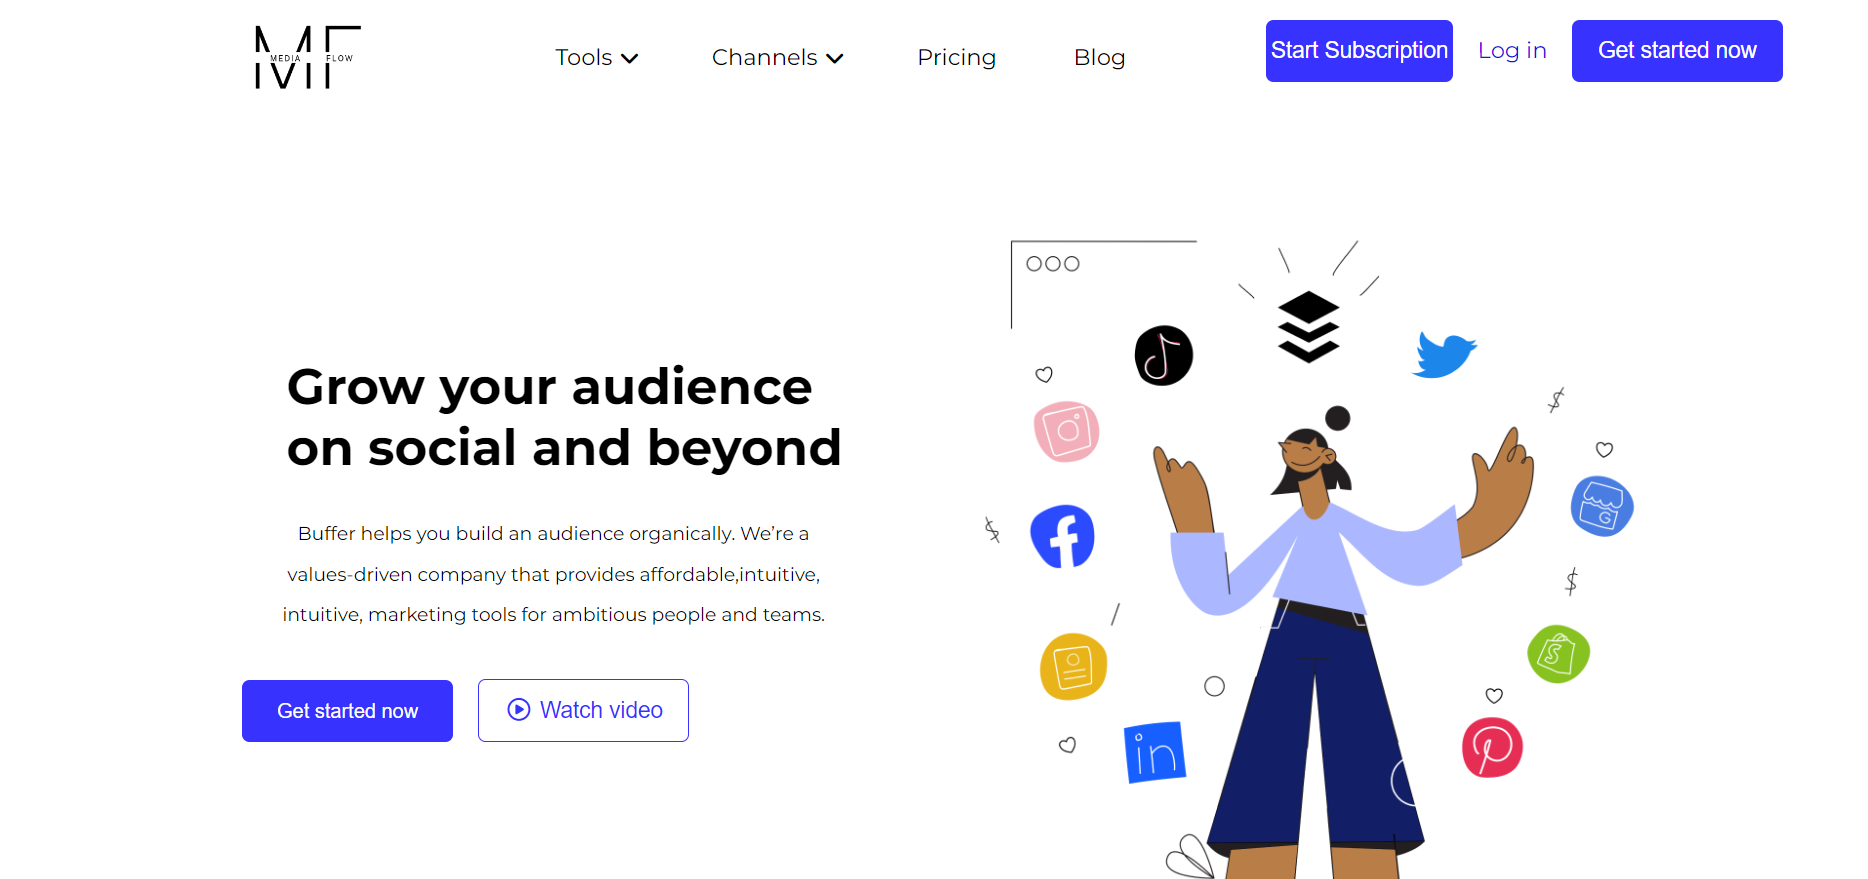 MEDIA FLOW
Tools
Channels
Pricing
Blog
Start Subscription
Log in
Get started now
Grow your audience
on social and beyond
Buffer helps you build an audience organically. We’re a
values-driven company that provides affordable,intuitive,
intuitive, marketing tools for ambitious people and teams.
Get started now
Watch video